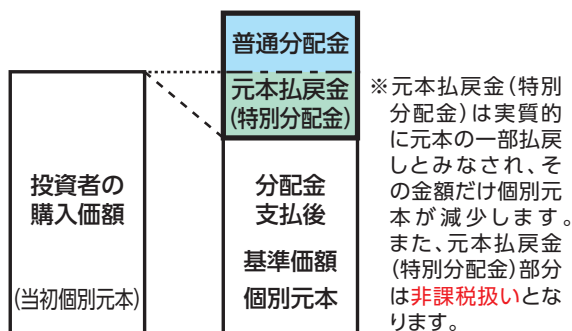 普通分配金
元本払戻金
(特別分配金)
投資者の
購入価額
(当初個別元本)
分配金
支払後
基準価額
個別元本
※元本払戻金(特別
分配金)は実質的
に元本の一部払戻
しとみなされ、そ
の金額だけ個別元
本が減少します。
また、元本払戻金
(特別分配金)部分
は非課税扱いとな
ります。